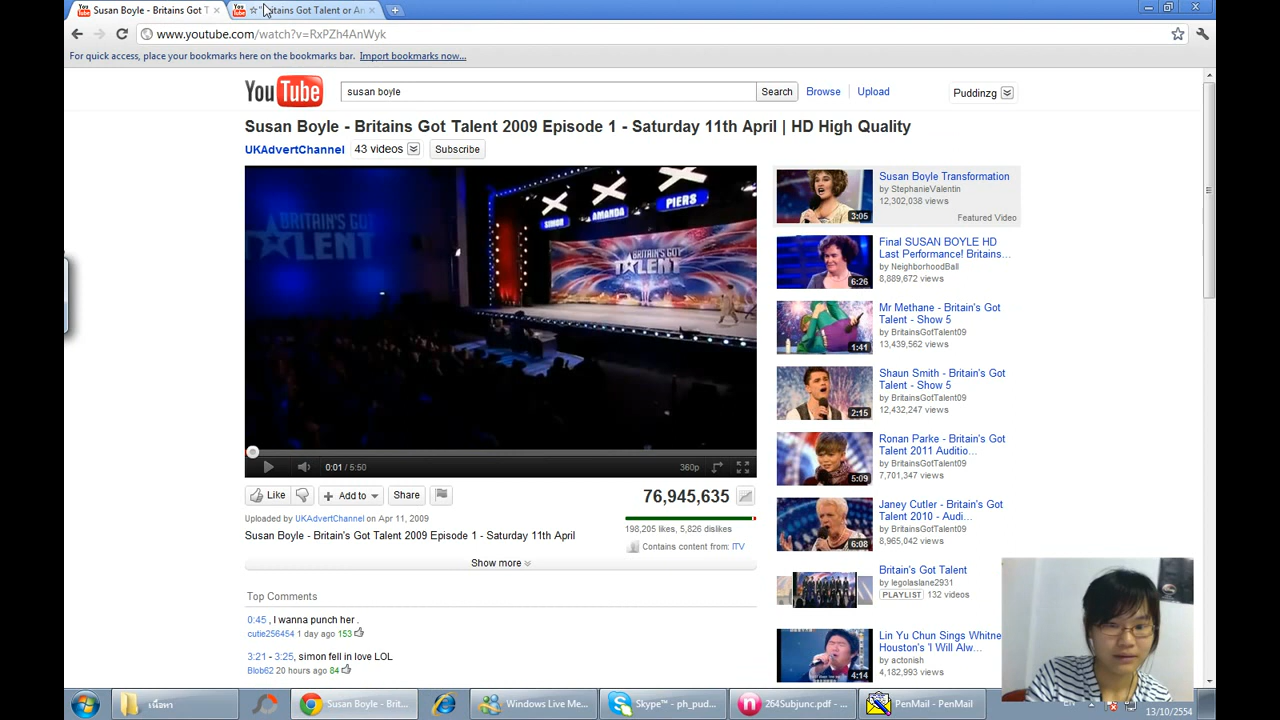 Susan Boyle - Britains Got T
Britains Got Talent or An
www.youtube.com/watch?v=RxPZh4AnWyk
For quick access, place your bookmarks here on the bookmarks bar. Import bookmarks now...
YouTube
susan boyle
Search
Browse
Upload
Puddinzg
Susan Boyle - Britains Got Talent 2009 Episode 1 - Saturday 11th April | HD High Quality
UKAdvertChannel 43 videos Subscribe
BRITAIN'S GOT TALENT
SIMON
AMANDA
PIERS
BRITAIN'S GOT TALENT
0:01 / 5:50
360p
Like
Add to
Share
76,945,635
Uploaded by UKAdvertChannel on Apr 11, 2009
198,205 likes, 5,826 dislikes
Susan Boyle - Britain's Got Talent 2009 Episode 1 - Saturday 11th April
Contains content from: ITV
Show more
Top Comments
0:45 , I wanna punch her .
cutie256454 1 day ago 153
3:21 - 3:25, simon fell in love LOL
Blob62 20 hours ago 84
3:05
Susan Boyle Transformation
by StephanieValentin
12,302,038 views
Featured Video
6:26
Final SUSAN BOYLE HD
Last Performance! Britains...
by NeighborhoodBall
8,889,672 views
1:41
Mr Methane - Britain's Got
Talent - Show 5
by BritainsGotTalent09
13,439,562 views
2:15
Shaun Smith - Britain's Got
Talent - Show 5
by BritainsGotTalent09
12,432,247 views
5:09
Ronan Parke - Britain's Got
Talent 2011 Auditio...
by BritainsGotTalent09
7,701,347 views
6:08
Janey Cutler - Britain's Got
Talent 2010 - Audi...
by BritainsGotTalent09
8,965,042 views
Britain's Got Talent
by legolaslane2931
PLAYLIST 132 videos
4:14
Lin Yu Chun Sings Whitne
Houston's 'I Will Alw...
by actonish
4,182,993 views
เนื้อหา
Susan Boyle - Brit...
Windows Live Me...
Skype™ - ph_pud...
264Subjunc.pdf - ...
PenMail - PenMail
EN
13/10/2554